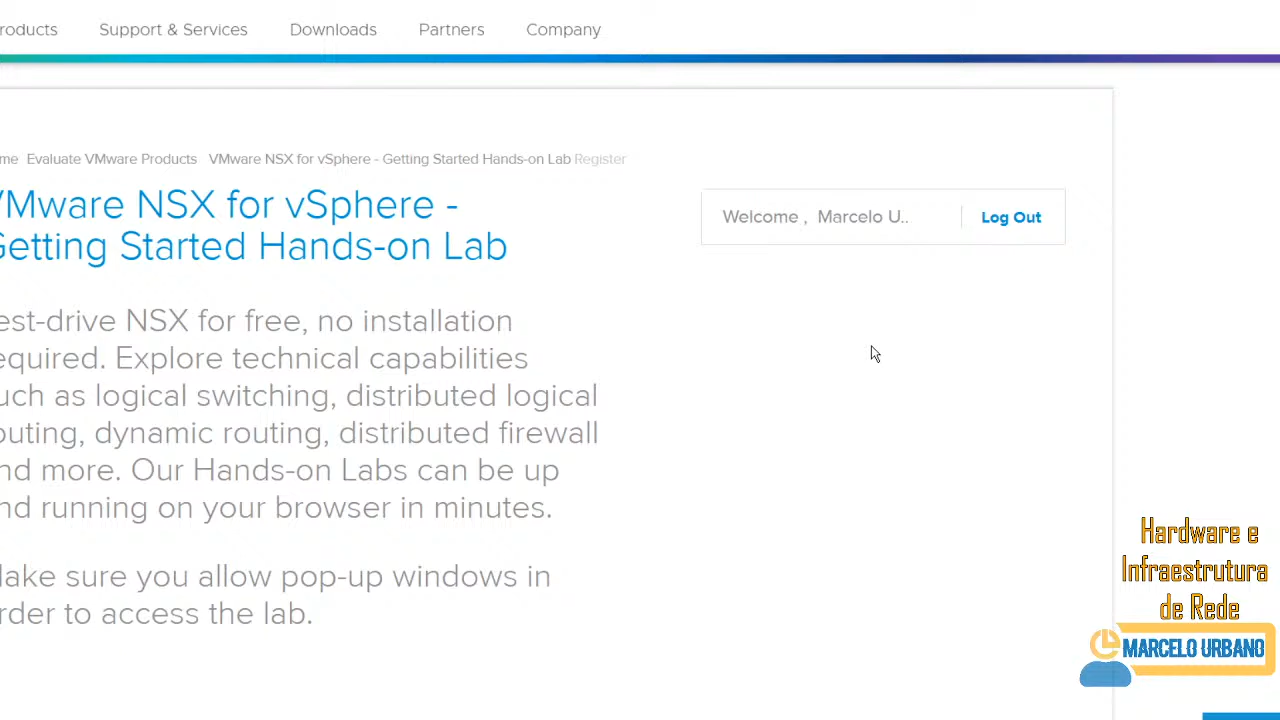 roducts Support & Services Downloads Partners Company
me Evaluate VMware Products VMware NSX for vSphere - Getting Started Hands-on Lab Register
VMware NSX for vSphere -
Getting Started Hands-on Lab
Welcome , Marcelo U..
Log Out
est-drive NSX for free, no installation
equired. Explore technical capabilities
uch as logical switching, distributed logical
outing, dynamic routing, distributed firewall
nd more. Our Hands-on Labs can be up
nd running on your browser in minutes.
ake sure you allow pop-up windows in
rder to access the lab.
Hardware e
Infraestrutura
de Rede
MARCELO URBANO